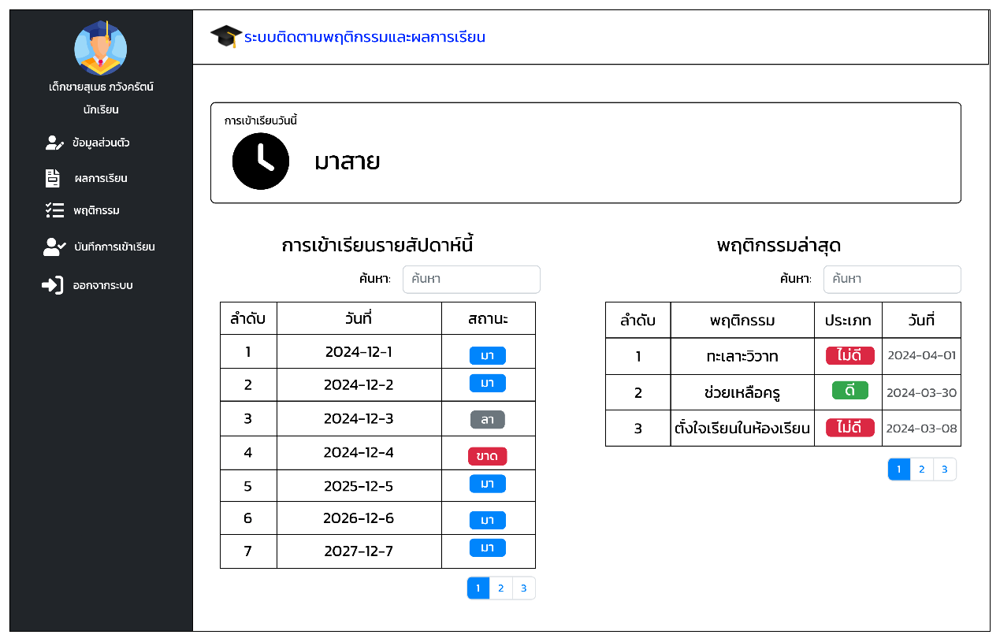 ระบบติดตามพฤติกรรมและผลการเรียน
เด็กชายสุเมธ ภวังครัตน์
นักเรียน
ข้อมูลส่วนตัว
ผลการเรียน
พฤติกรรม
บันทึกการเข้าเรียน
ออกจากระบบ
การเข้าเรียนวันนี้
มาสาย
การเข้าเรียนรายสัปดาห์นี้
ค้นหา: ค้นหา
ลำดับ วันที่ สถานะ
1 2024-12-1 มา
2 2024-12-2 มา
3 2024-12-3 ลา
4 2024-12-4 ขาด
5 2025-12-5 มา
6 2026-12-6 มา
7 2027-12-7 มา
1 2 3
พฤติกรรมล่าสุด
ค้นหา: ค้นหา
ลำดับ พฤติกรรม ประเภท วันที่
1 ทะเลาะวิวาท ไม่ดี 2024-04-01
2 ช่วยเหลือครู ดี 2024-03-30
3 ตั่งใจเรียนในห้องเรียน ไม่ดี 2024-03-08
1 2 3